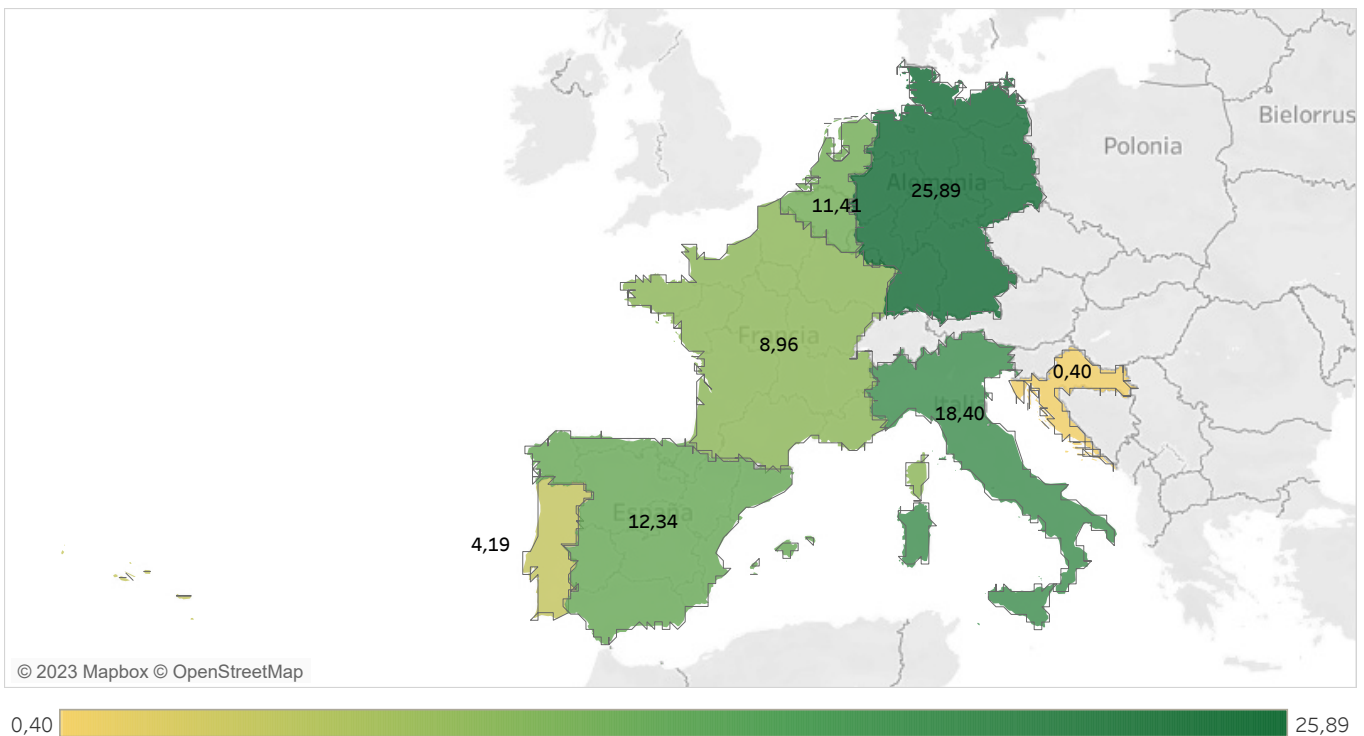 Bielorrus
Polonia
Alemania
25,89
11,41
Francia
8,96
0,40
Italia
18,40
España
12,34
4,19
© 2023 Mapbox © OpenStreetMap
0,40
25,89